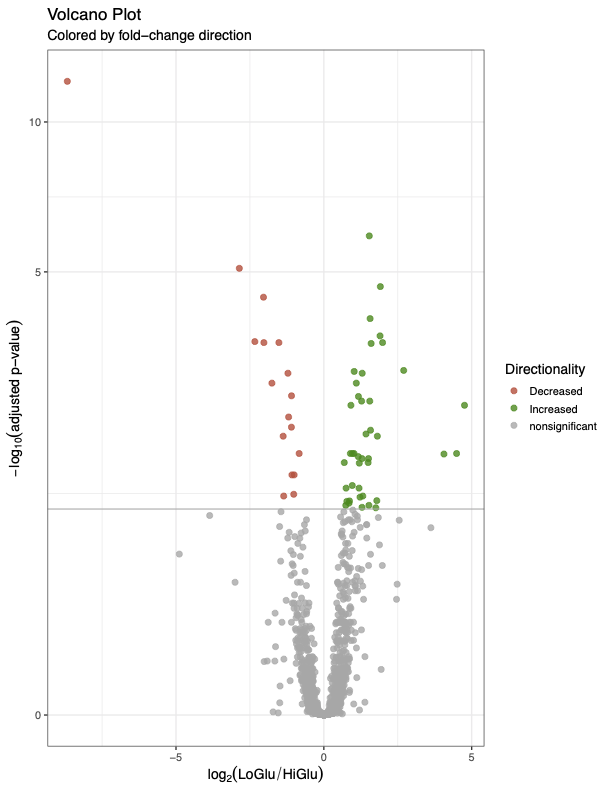 Volcano Plot
Colored by fold−change direction
10
5
0
−log10(adjusted p−value)
−5
0
5
log2(LoGlu/HiGlu)
Directionality
Decreased
Increased
nonsignificant